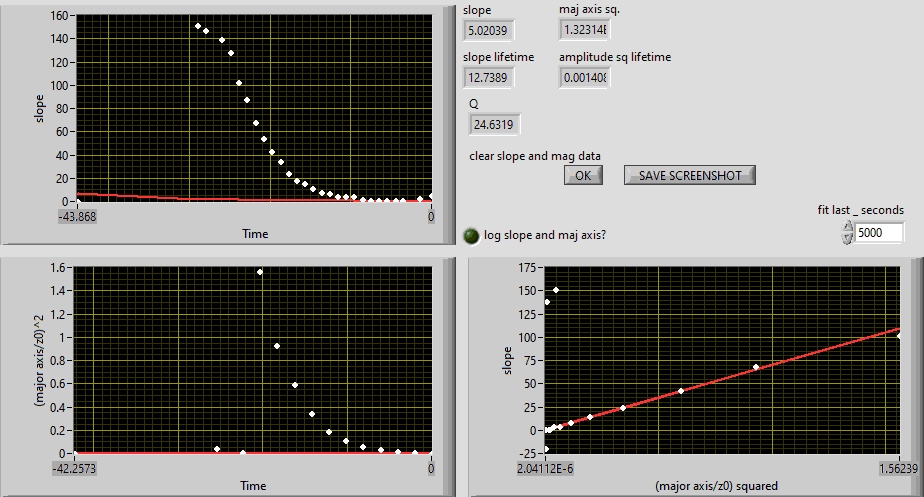 160
140
120
100
80
60
40
20
0
slope
-43.868
0
Time
slope
5.02039
maj axis sq.
1.32314E
slope lifetime
12.7389
amplitude sq lifetime
0.001408
Q
24.6319
clear slope and mag data
OK
SAVE SCREENSHOT
fit last _ seconds
5000
log slope and maj axis?
1.6
1.4
1.2
1
0.8
0.6
0.4
0.2
0
(major axis/z0)^2
-42.2573
0
Time
175
150
125
100
75
50
25
0
-25
slope
2.04112E-6
1.56239
(major axis/z0) squared